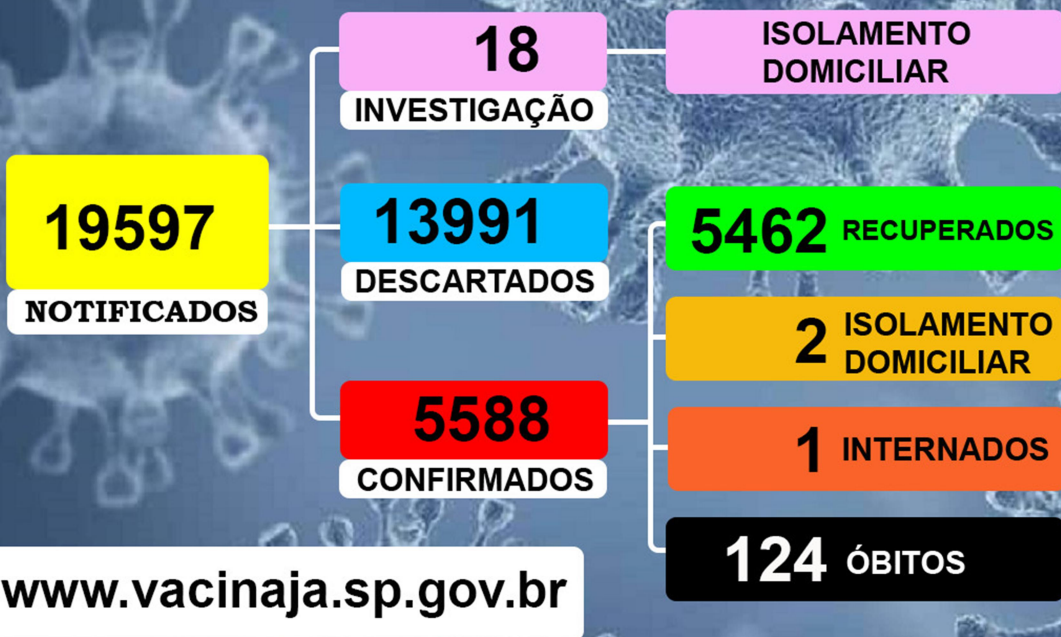 19597
NOTIFICADOS
18
INVESTIGAÇÃO
ISOLAMENTO
DOMICILIAR
13991
DESCARTADOS
5588
CONFIRMADOS
5462 RECUPERADOS
2 ISOLAMENTO
DOMICILIAR
1 INTERNADOS
124 ÓBITOS
www.vacinaja.sp.gov.br